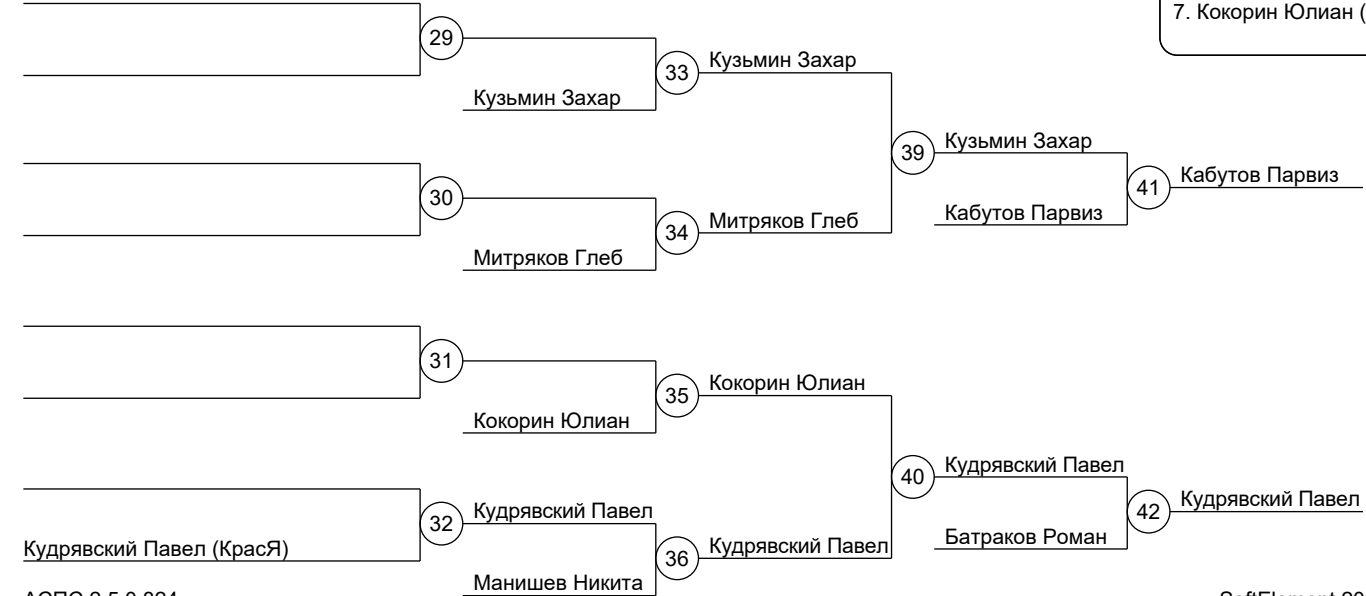 7. Кокорин Юлиан (
29
Кузьмин Захар
33
Кузьмин Захар
39
Кузьмин Захар
41
Кабутов Парвиз
30
34
Митряков Глеб
Кабутов Парвиз
Митряков Глеб
31
35
Кокорин Юлиан
Кокорин Юлиан
40
Кудрявский Павел
42
Кудрявский Павел
32
Кудрявский Павел
Батраков Роман
Кудрявский Павел (КрасЯ)
36
Кудрявский Павел
Манишев Никита